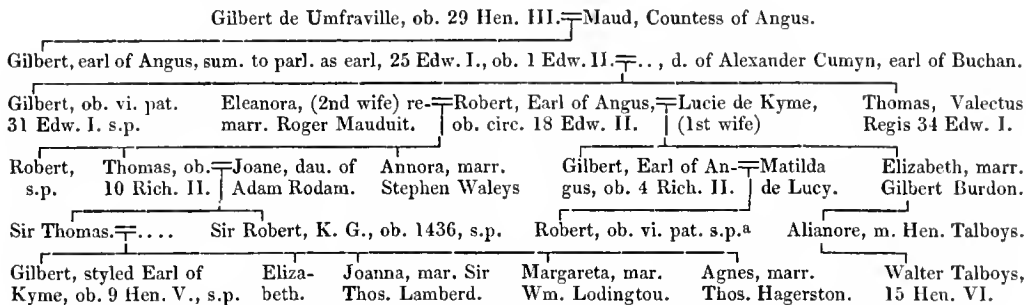 Gilbert de Umfraville, ob. 29 Hen. III.=Maud, Countess of Angus.
Gilbert, earl of Angus, sum. to parl. as earl, 25 Edw. I., ob. 1 Edw. II.=.., d. of Alexander Cumyn, earl of Buchan.
Gilbert, ob. vi. pat. Eleanora, (2nd wife) re-=Robert, Earl of Angus,=Lucie de Kyme, Thomas, Valectus
31 Edw. I. s.p. marr. Roger Mauduit. ob. circ. 18 Edw. II. (1st wife) Regis 34 Edw. I.
Robert, Thomas, ob.=Joane, dau. of Annora, marr. Gilbert, Earl of An-=Matilda Elizabeth, marr.
s.p. 10 Rich. II. Adam Rodam. Stephen Waleys gus, ob. 4 Rich. II. de Lucy. Gilbert Burdon.
Sir Thomas.=.... Sir Robert, K. G., ob. 1436, s.p. Robert, ob. vi. pat. s.p.a Alianore, m. Hen. Talboys.
Gilbert, styled Earl of Eliza- Joanna, mar. Sir Margareta, mar. Agnes, marr. Walter Talboys,
Kyme, ob. 9 Hen. V., s.p. beth. Thos. Lamberd. Wm. Lodingtou. Thos. Hagerston. 15 Hen. VI.